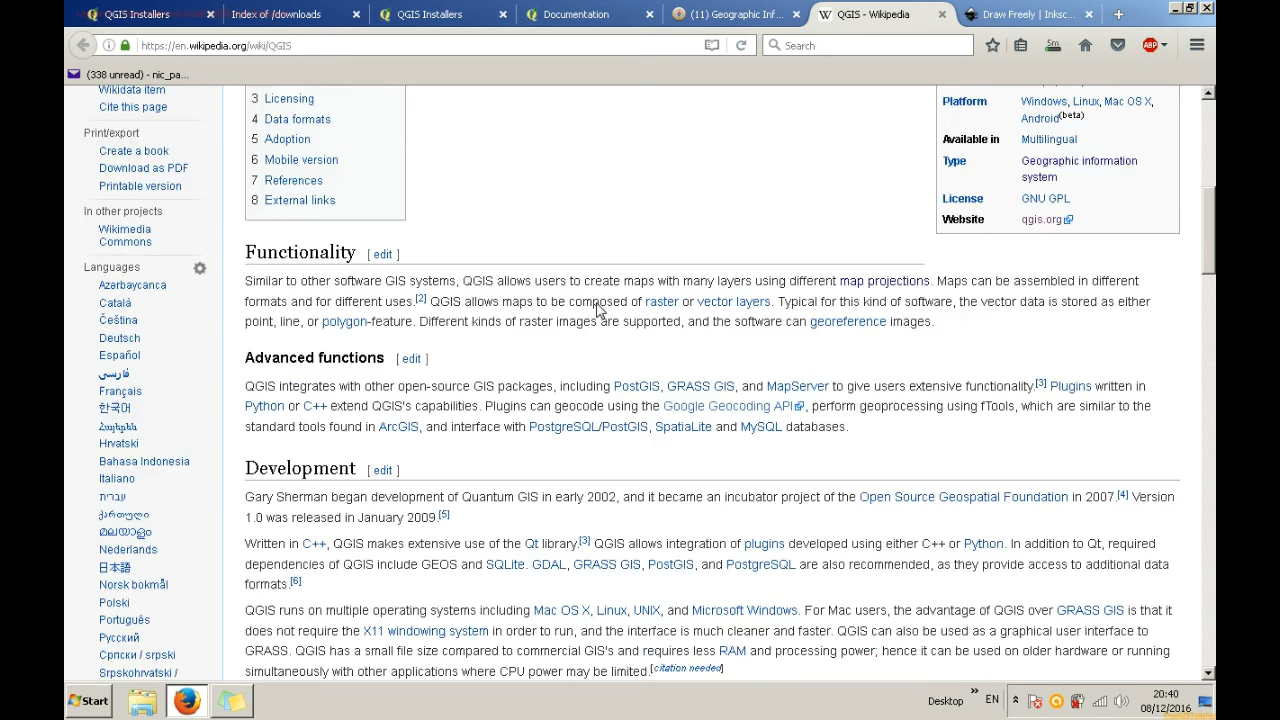 QGIS Installers
Index of /downloads
QGIS Installers
Documentation
(11) Geographic Inf...
QGIS - Wikipedia
Draw Freely | Inksc...
https://en.wikipedia.org/wiki/QGIS
Search
5m
ABP
(338 unread) - nic_pa...
Wikidata item
Cite this page
Print/export
Create a book
Download as PDF
Printable version
In other projects
Wikimedia
Commons
Languages
Azərbaycanca
Català
Čeština
Deutsch
Español
فارسی
Français
한국어
Հայերեն
Hrvatski
Bahasa Indonesia
Italiano
עברית
ქართული
മലയാളം
Nederlands
日本語
Norsk bokmål
Polski
Português
Русский
Српски / srpski
Srpskohrvatski /
3 Licensing
4 Data formats
5 Adoption
6 Mobile version
7 References
8 External links
Platform Windows, Linux, Mac OS X,
Android(beta)
Available in Multilingual
Type Geographic information
system
License GNU GPL
Website qgis.org
Functionality [ edit ]
Similar to other software GIS systems, QGIS allows users to create maps with many layers using different map projections. Maps can be assembled in different
formats and for different uses.[2] QGIS allows maps to be composed of raster or vector layers. Typical for this kind of software, the vector data is stored as either
point, line, or polygon-feature. Different kinds of raster images are supported, and the software can georeference images.
Advanced functions [ edit ]
QGIS integrates with other open-source GIS packages, including PostGIS, GRASS GIS, and MapServer to give users extensive functionality.[3] Plugins written in
Python or C++ extend QGIS's capabilities. Plugins can geocode using the Google Geocoding API, perform geoprocessing using fTools, which are similar to the
standard tools found in ArcGIS, and interface with PostgreSQL/PostGIS, SpatiaLite and MySQL databases.
Development [ edit ]
Gary Sherman began development of Quantum GIS in early 2002, and it became an incubator project of the Open Source Geospatial Foundation in 2007.[4] Version
1.0 was released in January 2009.[5]
Written in C++, QGIS makes extensive use of the Qt library.[3] QGIS allows integration of plugins developed using either C++ or Python. In addition to Qt, required
dependencies of QGIS include GEOS and SQLite. GDAL, GRASS GIS, PostGIS, and PostgreSQL are also recommended, as they provide access to additional data
formats.[6]
QGIS runs on multiple operating systems including Mac OS X, Linux, UNIX, and Microsoft Windows. For Mac users, the advantage of QGIS over GRASS GIS is that it
does not require the X11 windowing system in order to run, and the interface is much cleaner and faster. QGIS can also be used as a graphical user interface to
GRASS. QGIS has a small file size compared to commercial GIS's and requires less RAM and processing power; hence it can be used on older hardware or running
simultaneously with other applications where CPU power may be limited.[citation needed]
Start
Desktop
EN
20:40
08/12/2016